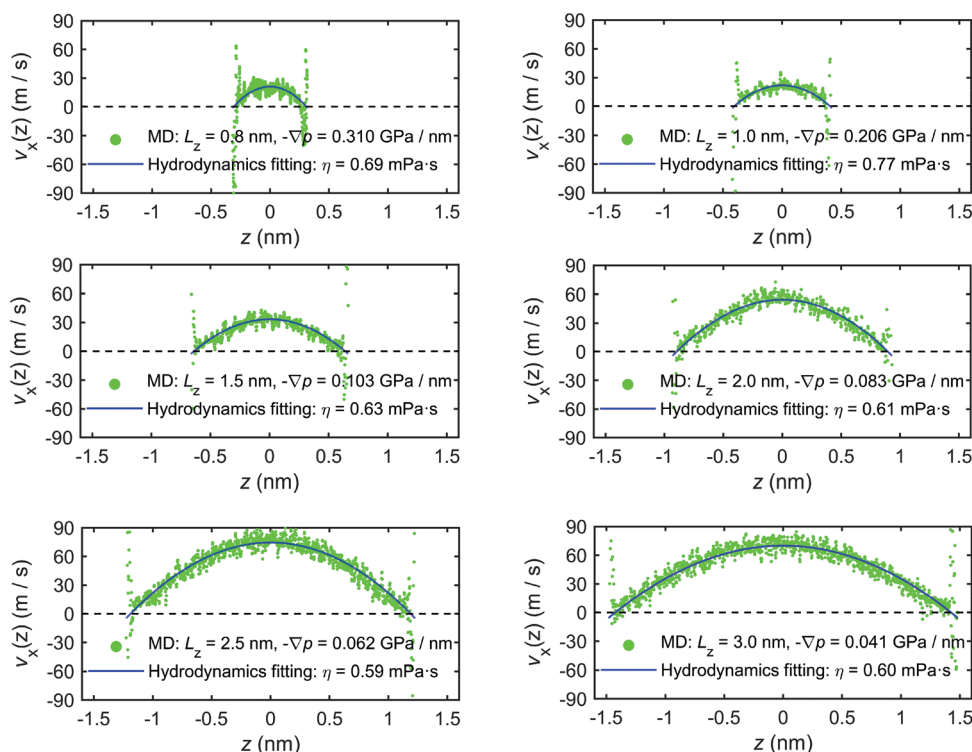 90
60
30
0
-30
-60
-90
v_x(z) (m / s)
MD: L_z = 0.8 nm, -∇p = 0.310 GPa / nm
Hydrodynamics fitting: η = 0.69 mPa·s
-1.5 -1 -0.5 0 0.5 1 1.5
z (nm)
90
60
30
0
-30
-60
-90
v_x(z) (m / s)
MD: L_z = 1.0 nm, -∇p = 0.206 GPa / nm
Hydrodynamics fitting: η = 0.77 mPa·s
-1.5 -1 -0.5 0 0.5 1 1.5
z (nm)
90
60
30
0
-30
-60
-90
v_x(z) (m / s)
MD: L_z = 1.5 nm, -∇p = 0.103 GPa / nm
Hydrodynamics fitting: η = 0.63 mPa·s
-1.5 -1 -0.5 0 0.5 1 1.5
z (nm)
90
60
30
0
-30
-60
-90
v_x(z) (m / s)
MD: L_z = 2.0 nm, -∇p = 0.083 GPa / nm
Hydrodynamics fitting: η = 0.61 mPa·s
-1.5 -1 -0.5 0 0.5 1 1.5
z (nm)
90
60
30
0
-30
-60
-90
v_x(z) (m / s)
MD: L_z = 2.5 nm, -∇p = 0.062 GPa / nm
Hydrodynamics fitting: η = 0.59 mPa·s
-1.5 -1 -0.5 0 0.5 1 1.5
z (nm)
90
60
30
0
-30
-60
-90
v_x(z) (m / s)
MD: L_z = 3.0 nm, -∇p = 0.041 GPa / nm
Hydrodynamics fitting: η = 0.60 mPa·s
-1.5 -1 -0.5 0 0.5 1 1.5
z (nm)